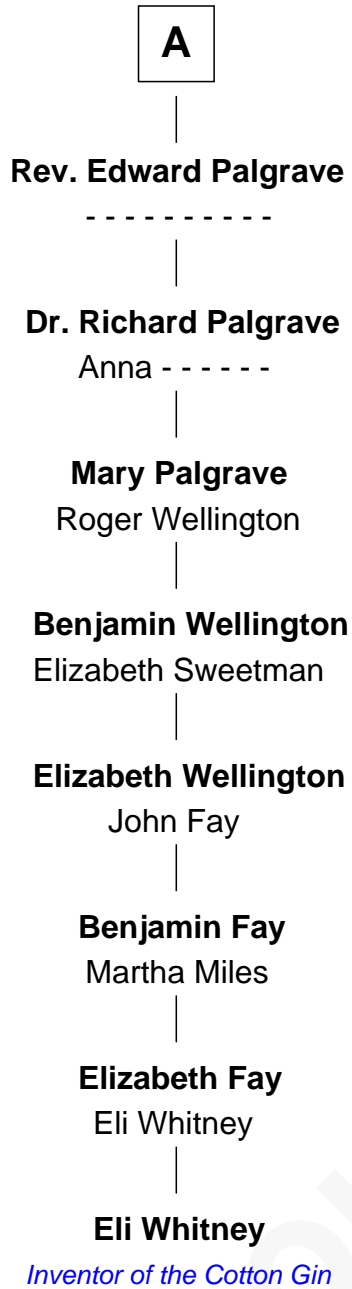 A
Rev. Edward Palgrave
- - - - - - - - - -
Dr. Richard Palgrave
Anna - - - - - -
Mary Palgrave
Roger Wellington
Benjamin Wellington
Elizabeth Sweetman
Elizabeth Wellington
John Fay
Benjamin Fay
Martha Miles
Elizabeth Fay
Eli Whitney
Eli Whitney
Inventor of the Cotton Gin